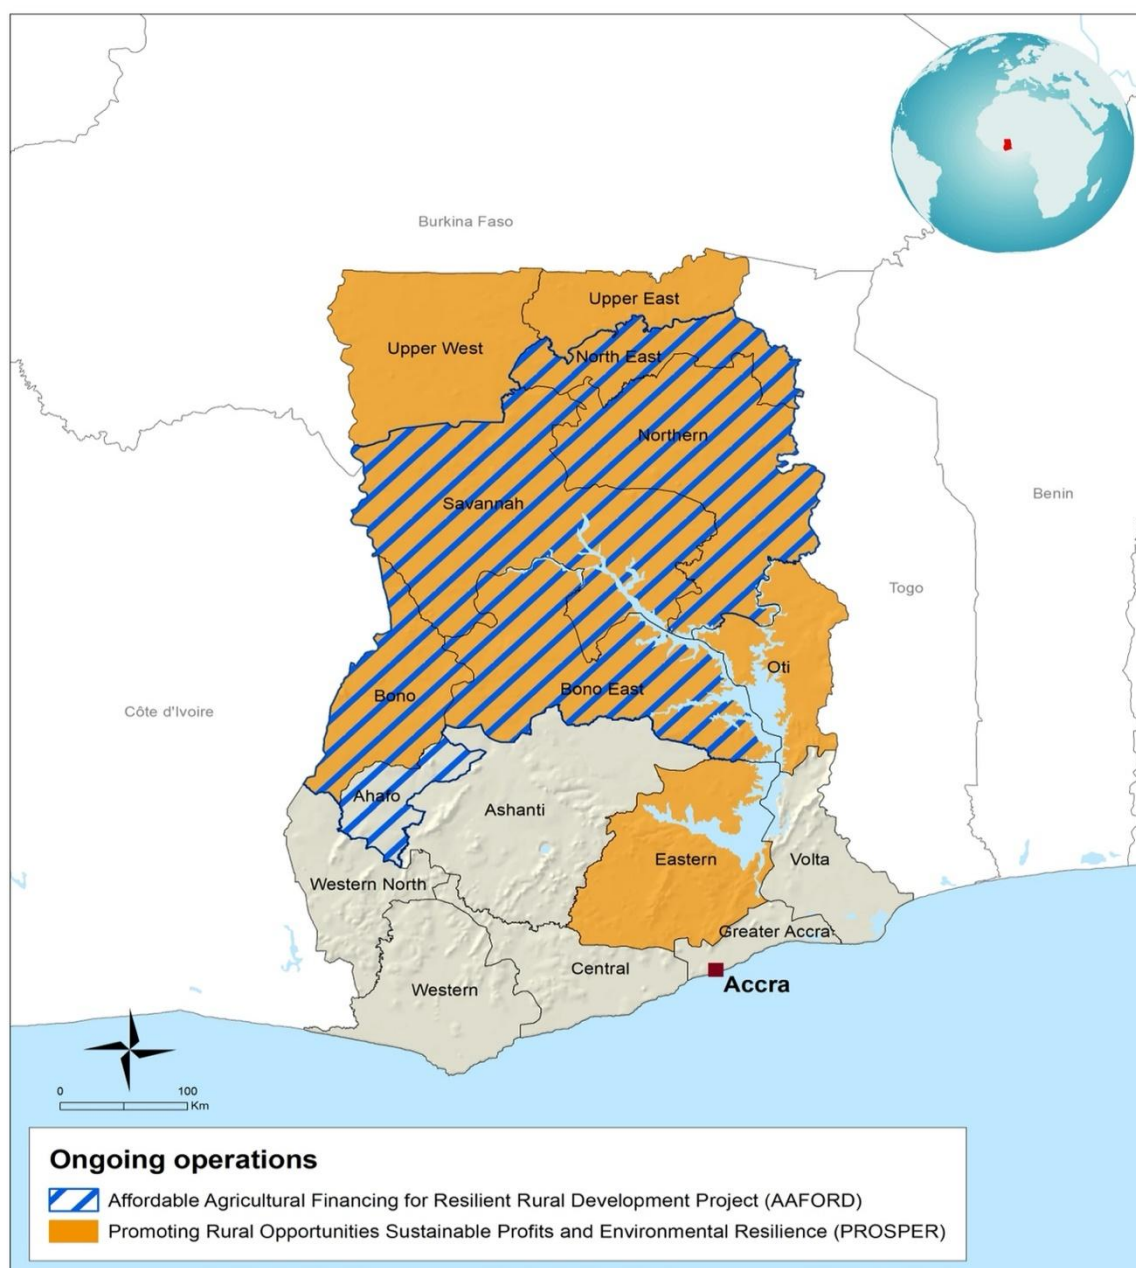 Burkina Faso
Upper East
Upper West
North East
Northern
Savannah
Benin
Togo
Oti
Bono
Bono East
Côte d'Ivoire
Ahafo
Ashanti
Eastern
Volta
Western North
Greater Accra
Central
Accra
Western
0 100
Km
Ongoing operations
Affordable Agricultural Financing for Resilient Rural Development Project (AAFORD)
Promoting Rural Opportunities Sustainable Profits and Environmental Resilience (PROSPER)